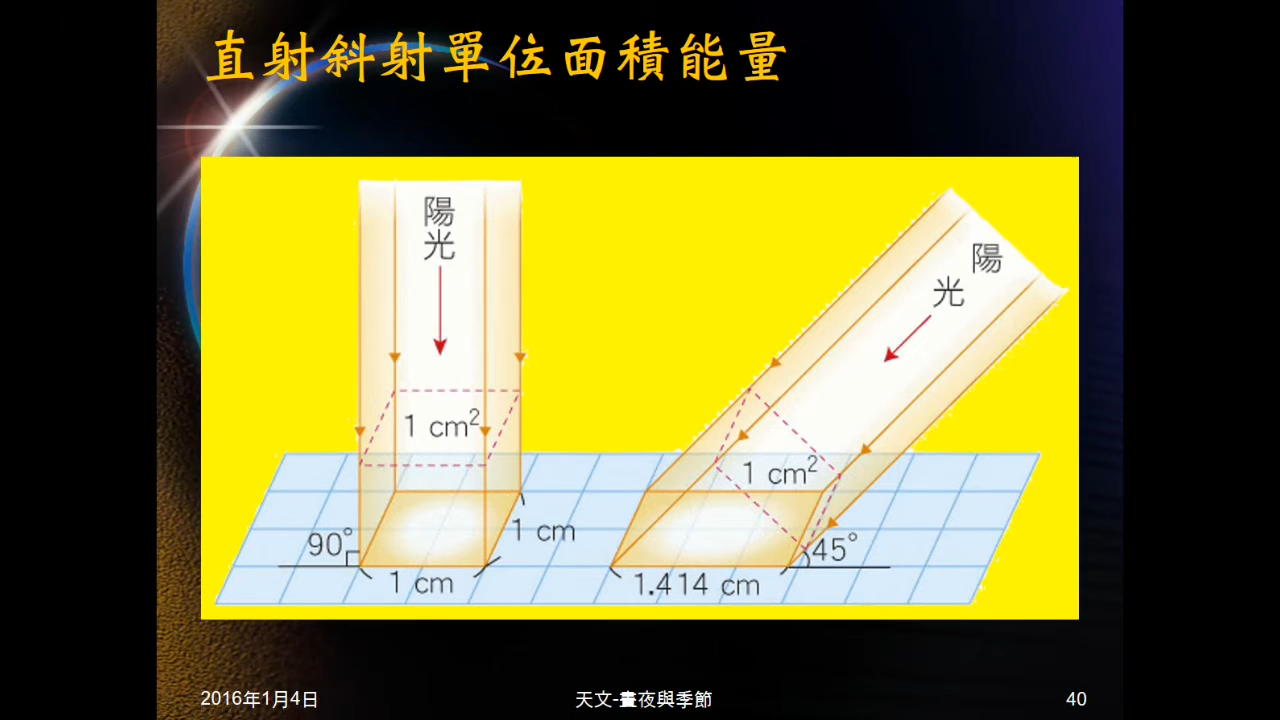 直射斜射單位面積能量
陽光
陽光
1 cm²
1 cm²
90°
1 cm
1 cm
45°
1.414 cm
2016年1月4日
天文-晝夜與季節
40